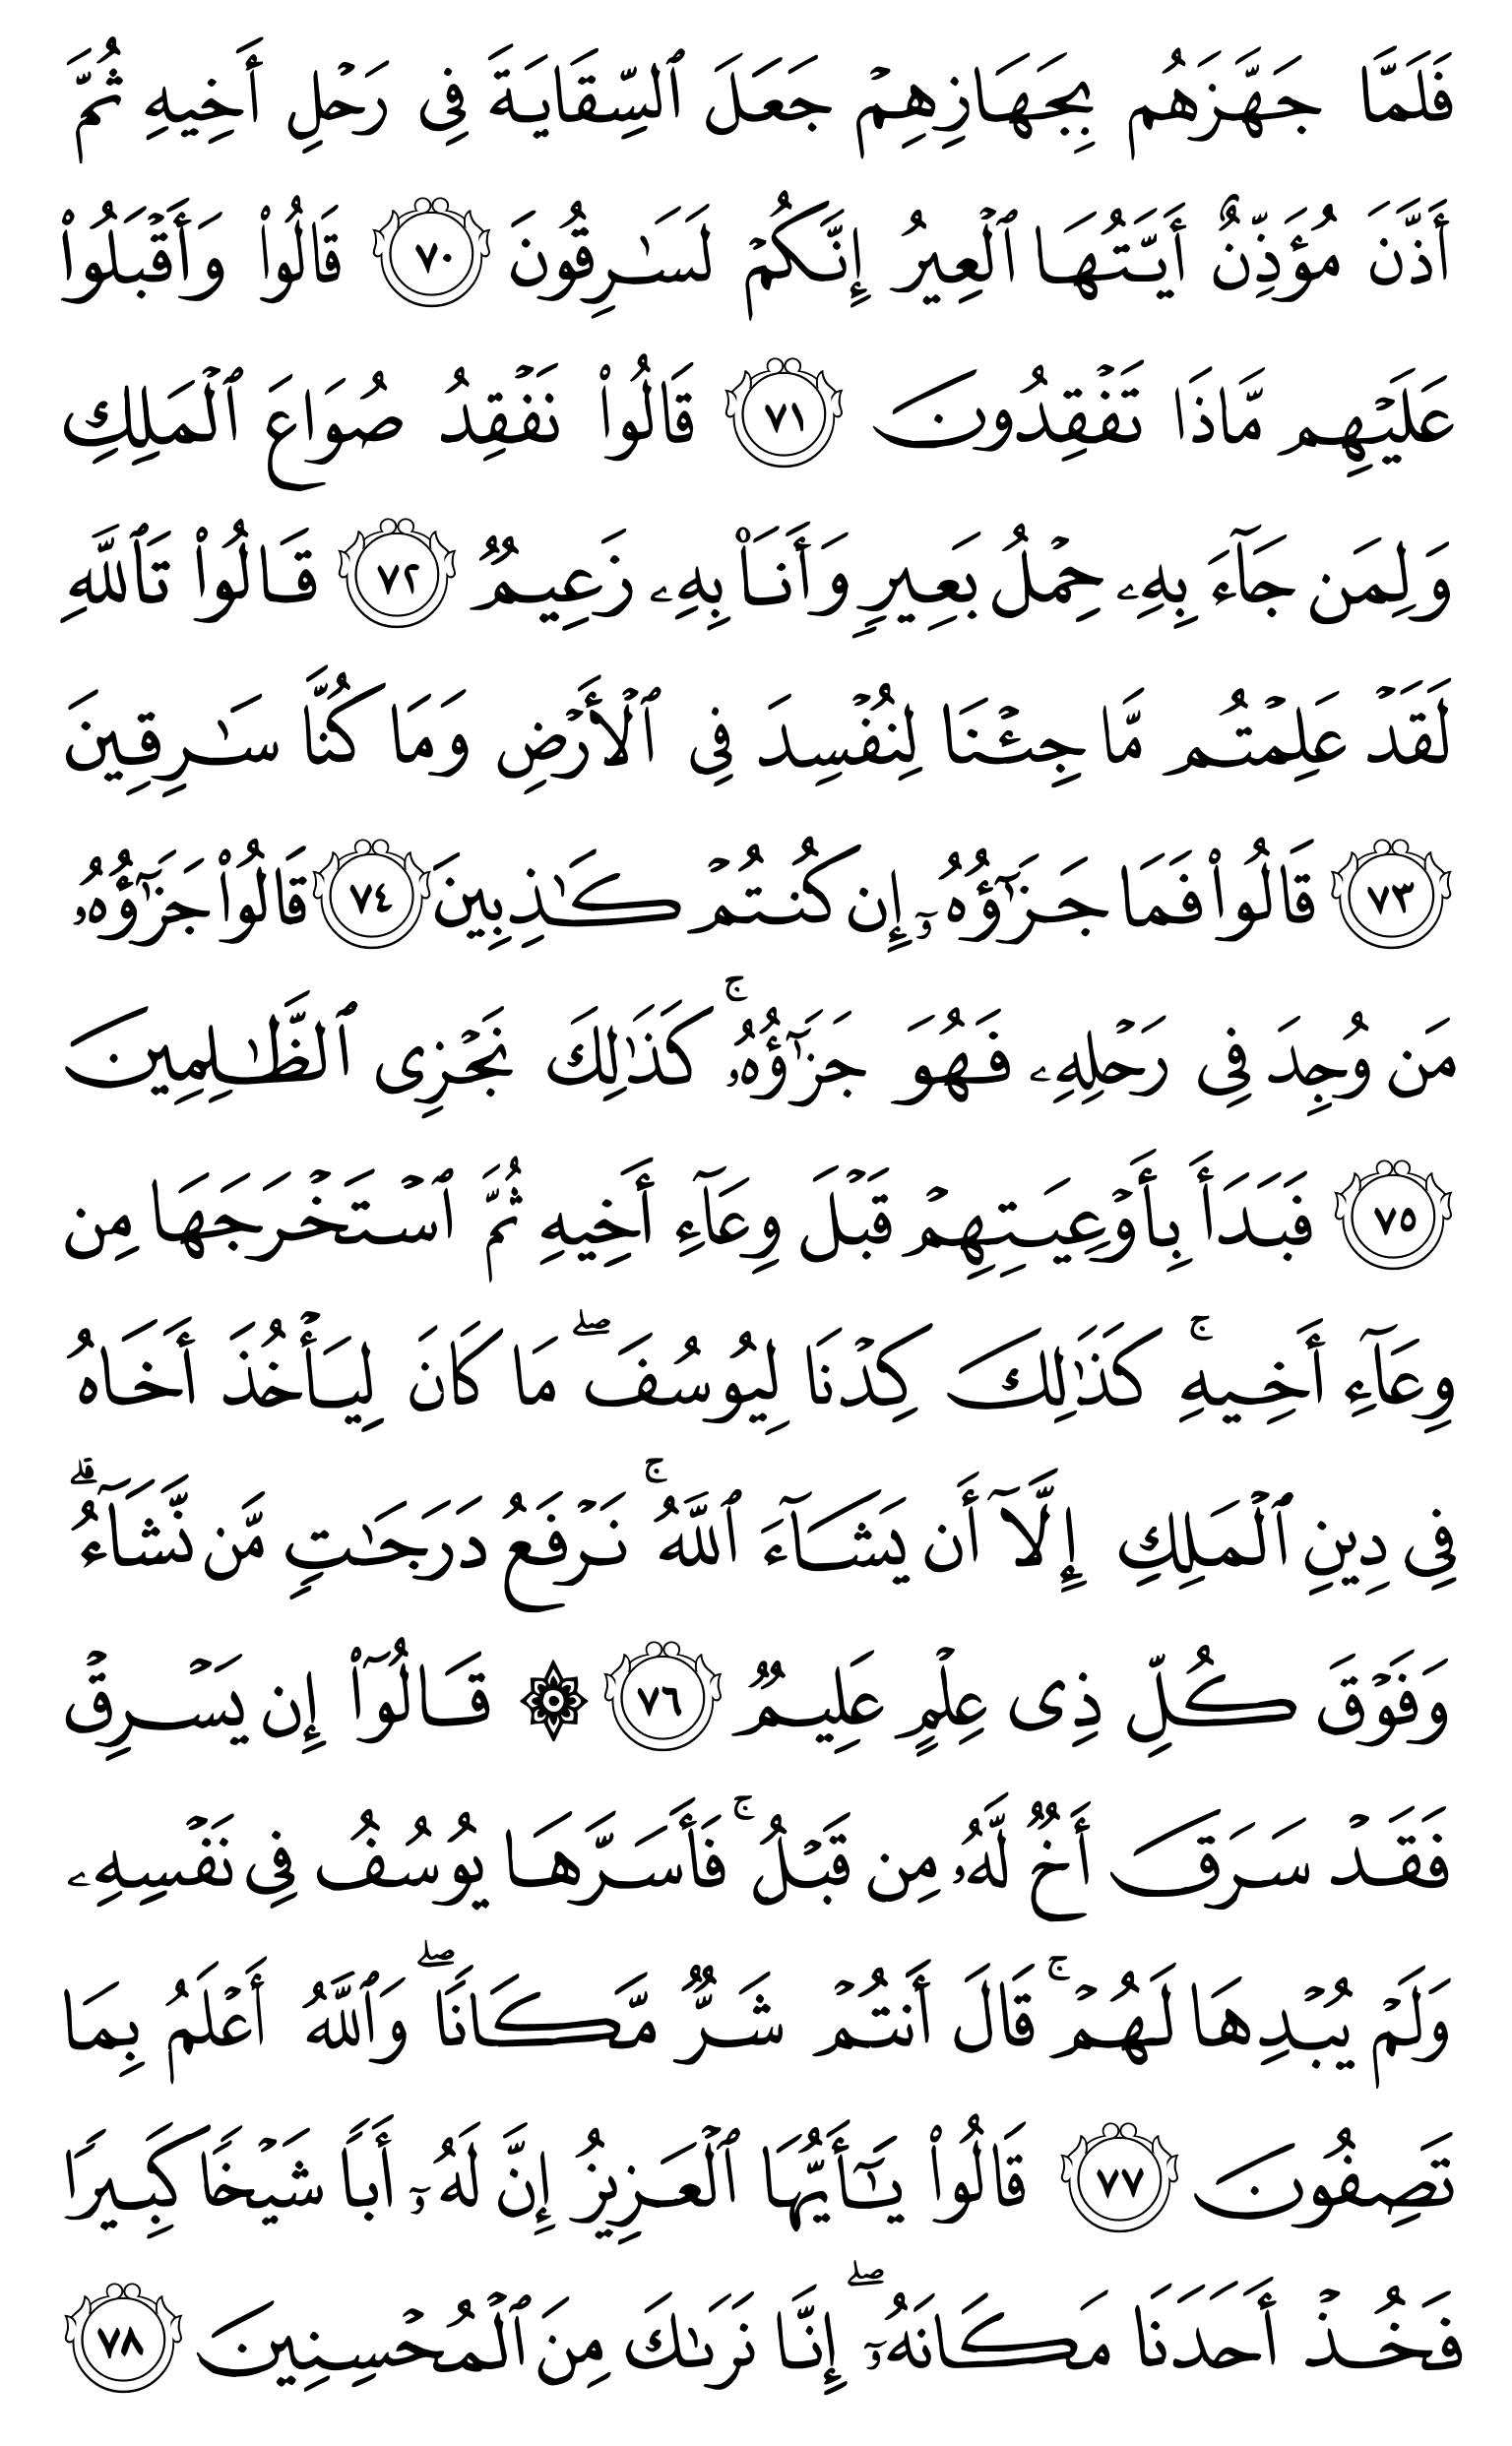 فَلَمَّا جَهَّزَهُم بِجَهَازِهِمۡ جَعَلَ ٱلسِّقَايَةَ فِي رَحۡلِ أَخِيهِ ثُمَّ
أَذَّنَ مُؤَذِّنٌ أَيَّتُهَا ٱلۡعِيرُ إِنَّكُمۡ لَسَٰرِقُونَ ٧٠ قَالُواْ وَأَقۡبَلُواْ
عَلَيۡهِم مَّاذَا تَفۡقِدُونَ ٧١ قَالُواْ نَفۡقِدُ صُوَاعَ ٱلۡمَلِكِ
وَلِمَن جَآءَ بِهِۦ حِمۡلُ بَعِيرٖ وَأَنَا۠ بِهِۦ زَعِيمٞ ٧٢ قَالُواْ تَٱللَّهِ
لَقَدۡ عَلِمۡتُم مَّا جِئۡنَا لِنُفۡسِدَ فِي ٱلۡأَرۡضِ وَمَا كُنَّا سَٰرِقِينَ
٧٣ قَالُواْ فَمَا جَزَٰٓؤُهُۥٓ إِن كُنتُمۡ كَٰذِبِينَ ٧٤ قَالُواْ جَزَٰٓؤُهُۥ
مَن وُجِدَ فِي رَحۡلِهِۦ فَهُوَ جَزَٰٓؤُهُۥۚ كَذَٰلِكَ نَجۡزِي ٱلظَّٰلِمِينَ
٧٥ فَبَدَأَ بِأَوۡعِيَتِهِمۡ قَبۡلَ وِعَآءِ أَخِيهِ ثُمَّ ٱسۡتَخۡرَجَهَا مِن
وِعَآءِ أَخِيهِۚ كَذَٰلِكَ كِدۡنَا لِيُوسُفَۖ مَا كَانَ لِيَأۡخُذَ أَخَاهُ
فِي دِينِ ٱلۡمَلِكِ إِلَّآ أَن يَشَآءَ ٱللَّهُۚ نَرۡفَعُ دَرَجَٰتٖ مَّن نَّشَآءُۗ
وَفَوۡقَ كُلِّ ذِي عِلۡمٍ عَلِيمٞ ٧٦ ۞ قَالُوٓاْ إِن يَسۡرِقۡ
فَقَدۡ سَرَقَ أَخٞ لَّهُۥ مِن قَبۡلُۚ فَأَسَرَّهَا يُوسُفُ فِي نَفۡسِهِۦ
وَلَمۡ يُبۡدِهَا لَهُمۡۚ قَالَ أَنتُمۡ شَرّٞ مَّكَانٗاۖ وَٱللَّهُ أَعۡلَمُ بِمَا
تَصِفُونَ ٧٧ قَالُواْ يَٰٓأَيُّهَا ٱلۡعَزِيزُ إِنَّ لَهُۥٓ أَبٗا شَيۡخٗا كَبِيرٗا
فَخُذۡ أَحَدَنَا مَكَانَهُۥٓۖ إِنَّا نَرَىٰكَ مِنَ ٱلۡمُحۡسِنِينَ ٧٨